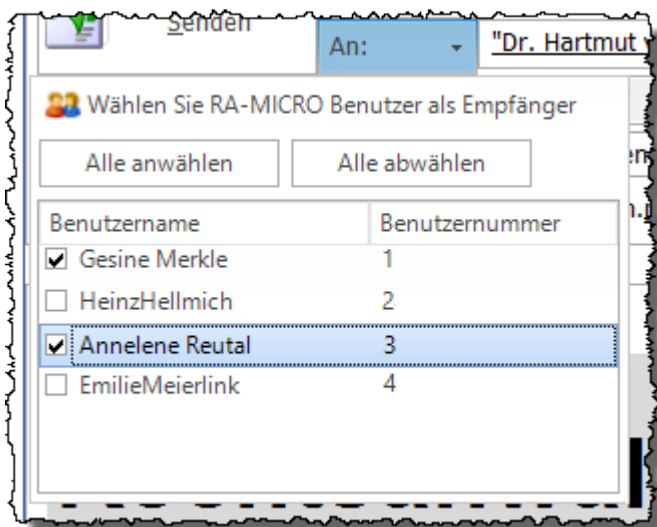 Senden
An:
"Dr. Hartmut
Wählen Sie RA-MICRO Benutzer als Empfänger
Alle anwählen Alle abwählen
Benutzername Benutzernummer
Gesine Merkle 1
HeinzHellmich 2
Annelene Reutal 3
EmilieMeierlink 4